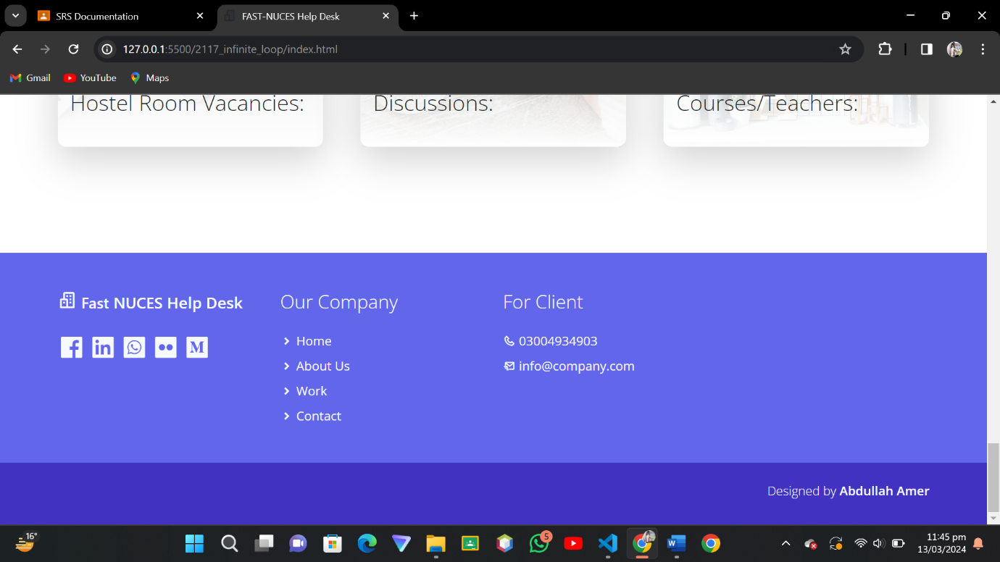 SRS Documentation
FAST-NUCES Help Desk
127.0.0.1:5500/2117_infinite_loop/index.html
Gmail
YouTube
Maps
Hostel Room Vacancies:
Discussions:
Courses/Teachers:
Fast NUCES Help Desk
Our Company
Home
About Us
Work
Contact
For Client
03004934903
info@company.com
Designed by Abdullah Amer
16°
5
11:45 pm
13/03/2024